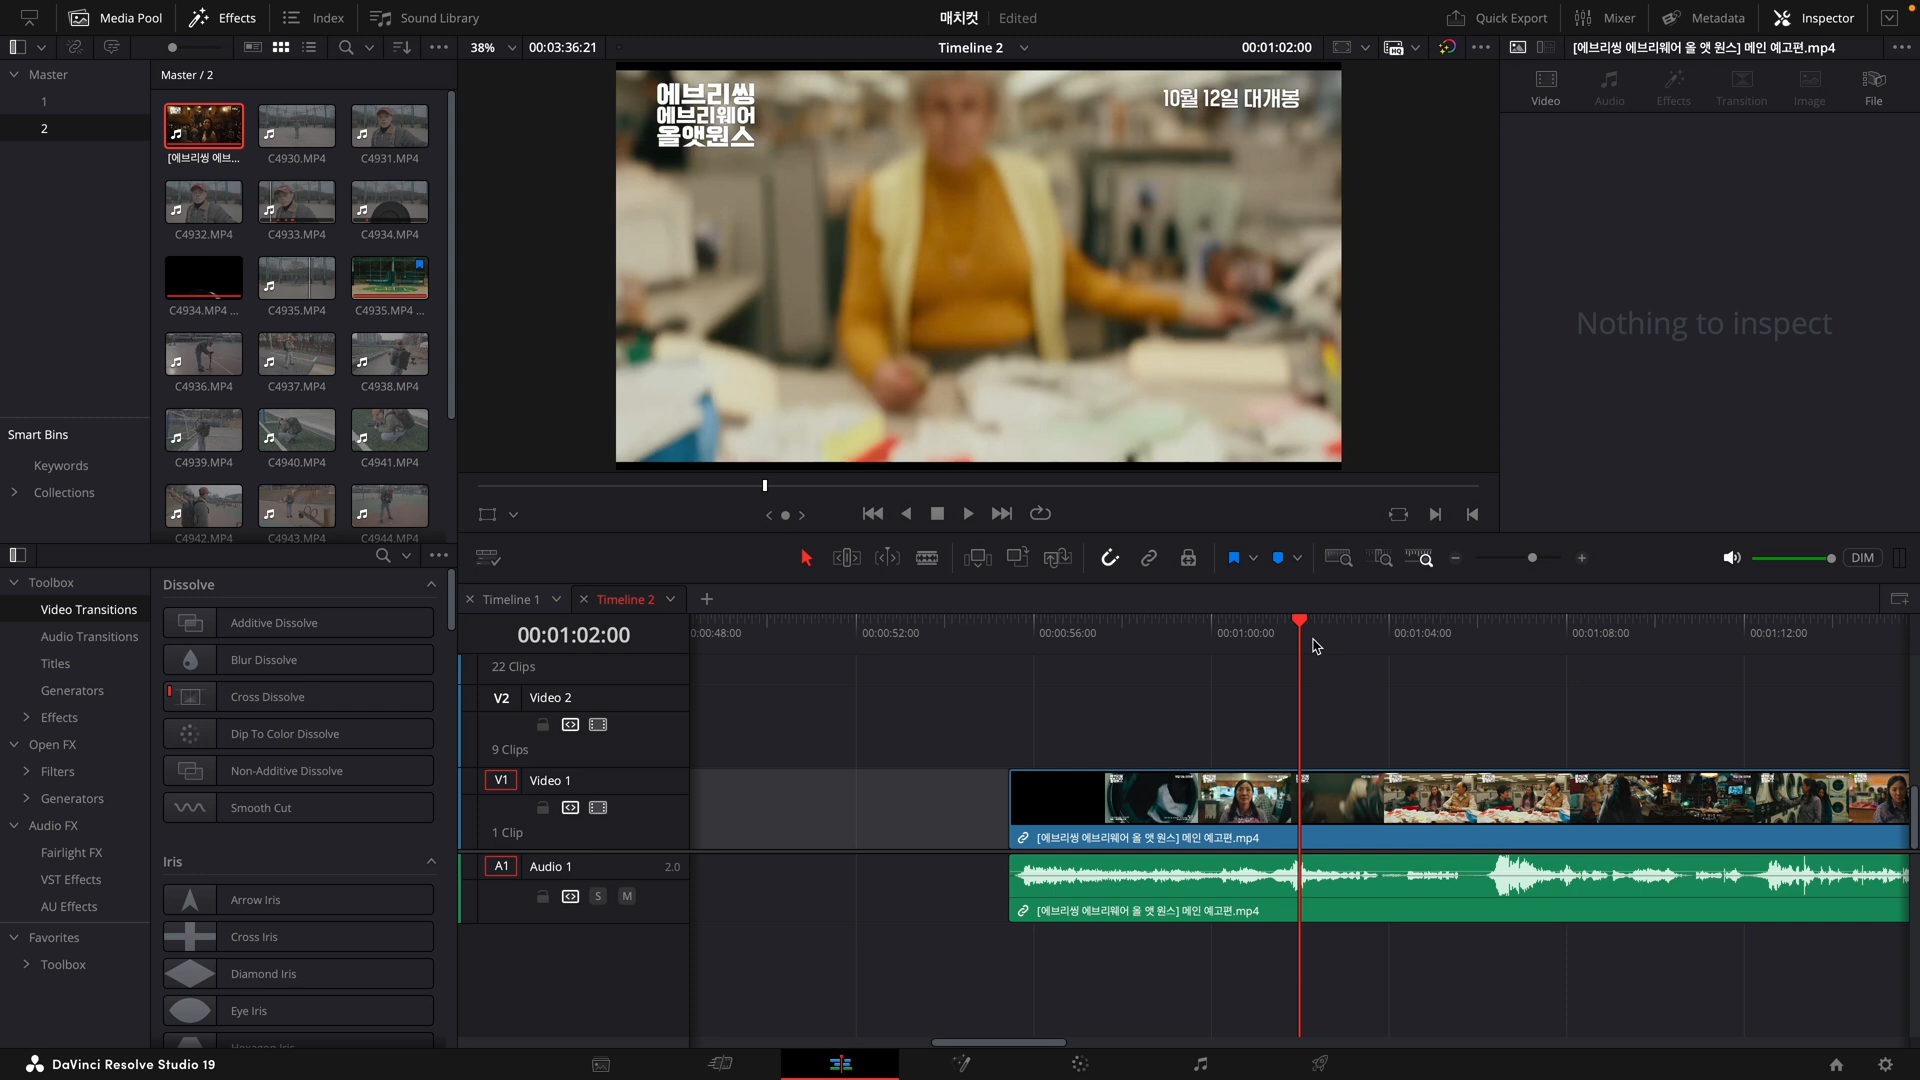 Media Pool
Effects
Index
Sound Library
매치컷
Edited
Quick Export
Mixer
Metadata
Inspector
38%
00:03:36:21
Timeline 2
00:01:02:00
[에브리씽 에브리웨어 올 앳 원스] 메인 예고편.mp4
Master
1
2
Smart Bins
Keywords
Collections
Master / 2
[에브리씽 에브...
C4930.MP4
C4931.MP4
C4932.MP4
C4933.MP4
C4934.MP4
C4934.MP4 ...
C4935.MP4
C4935.MP4 ...
C4936.MP4
C4937.MP4
C4938.MP4
C4939.MP4
C4940.MP4
C4941.MP4
C4942.MP4
C4943.MP4
C4944.MP4
에브리씽
에브리웨어
올앳원스
10월 12일 대개봉
Video
Audio
Effects
Transition
Image
File
Nothing to inspect
Toolbox
Video Transitions
Audio Transitions
Titles
Generators
Effects
Open FX
Filters
Generators
Audio FX
Fairlight FX
VST Effects
AU Effects
Favorites
Toolbox
Dissolve
Additive Dissolve
Blur Dissolve
Cross Dissolve
Dip To Color Dissolve
Non-Additive Dissolve
Smooth Cut
Iris
Arrow Iris
Cross Iris
Diamond Iris
Eye Iris
Hexagon Iris
DIM
Timeline 1
Timeline 2
00:01:02:00
0:00:48:00
00:00:52:00
00:00:56:00
00:01:00:00
00:01:04:00
00:01:08:00
00:01:12:00
22 Clips
V2
Video 2
9 Clips
V1
Video 1
1 Clip
[에브리씽 에브리웨어 올 앳 원스] 메인 예고편.mp4
A1
Audio 1
2.0
S
M
[에브리씽 에브리웨어 올 앳 원스] 메인 예고편.mp4
DaVinci Resolve Studio 19